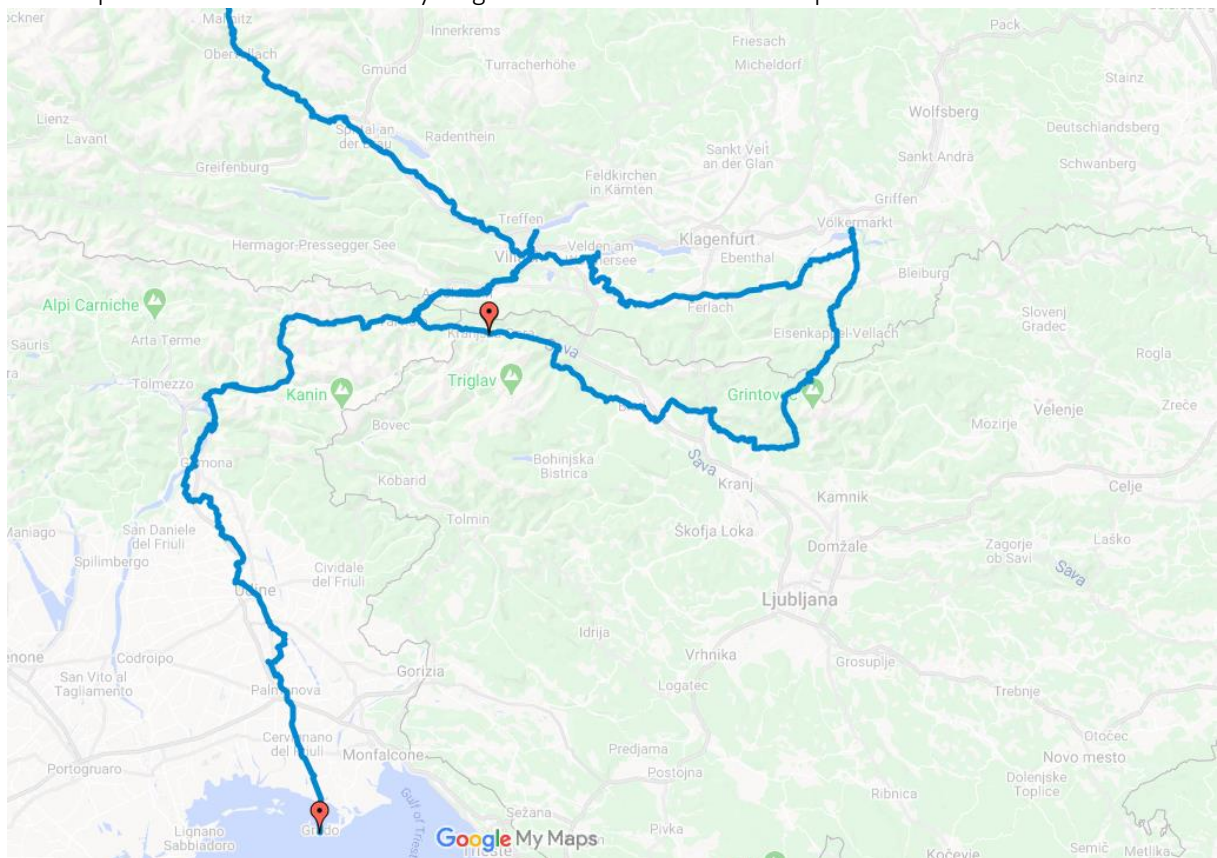 Mallnitz
Innerkrems
Friesach
Pack
Obervellach
Gmünd
Turracherhöhe
Micheldorf
Stainz
Lienz
Lavant
Wolfsberg
Deutschlandsberg
Radenthein
Sankt Veit
an der Glan
Sankt Andrä
Schwanberg
Greifenburg
Feldkirchen
in Kärnten
Griffen
Treffen
Völkermarkt
Hermagor-Pressegger See
Velden am
Klagenfurt
Ebenthal
Bleiburg
Alpi Carniche
Ferlach
Slovenj
Gradec
Arta Terme
Eisenkappel-Vellach
Sauris
Sava
Rogla
Tolmezzo
Kanin
Triglav
Velenje
Zreče
Bovec
Mozirje
Bohinjska
Bistrica
Sava
Kranj
Celje
Kobarid
Kamnik
Maniago
San Daniele
del Friuli
Tolmin
Škofja Loka
Domžale
Zagorje
ob Savi
Laško
Spilimbergo
Cividale
del Friuli
Sava
Udine
Ljubljana
Idrija
Codroipo
Vrhnika
Grosuplje
San Vito al
Tagliamento
Gorizia
Logatec
Trebnje
Otočec
Monfalcone
Predjama
Novo mesto
Portogruaro
Postojna
Dolenjske
Toplice
Ribnica
Sežana
Lignano
Sabbiadoro
Gulf of Trieste
Pivka
Google My Maps
Kočevje
Semič
Metlika